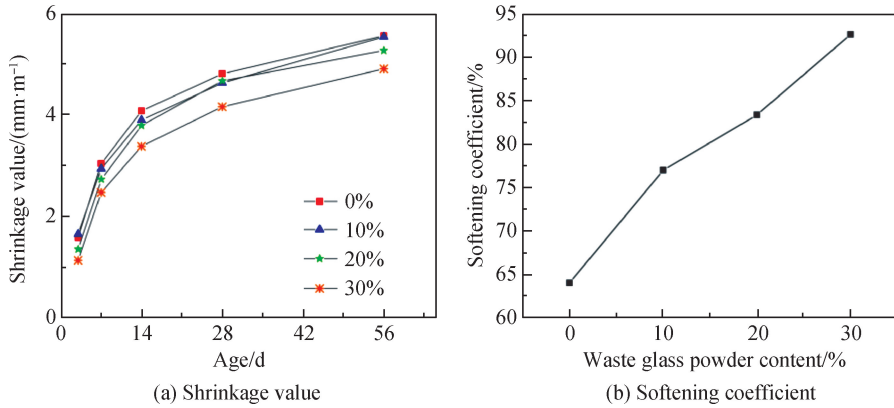 6
4
2
0
Shrinkage value/(mm·m⁻¹)
0%
10%
20%
30%
0 14 28 42 56
Age/d
(a) Shrinkage value
95
90
85
80
75
70
65
60
Softening coefficient/%
0 10 20 30
Waste glass powder content/%
(b) Softening coefficient